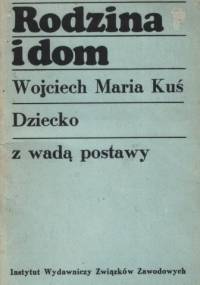 Rodzina
i dom
Wojciech Maria Kuś
Dziecko
z wadą postawy
Instytut Wydawniczy Związków Zawodowych